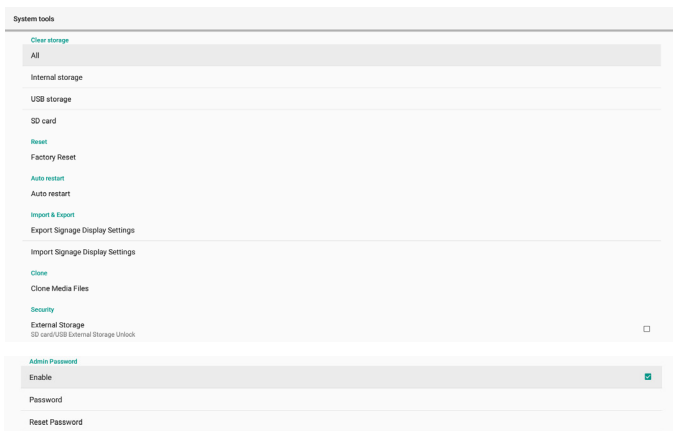 System tools
Clear storage
All
Internal storage
USB storage
SD card
Reset
Factory Reset
Auto restart
Auto restart
Import & Export
Export Signage Display Settings
Import Signage Display Settings
Clone
Clone Media Files
Security
External Storage
SD card/USB External Storage Unlock
Admin Password
Enable
Password
Reset Password